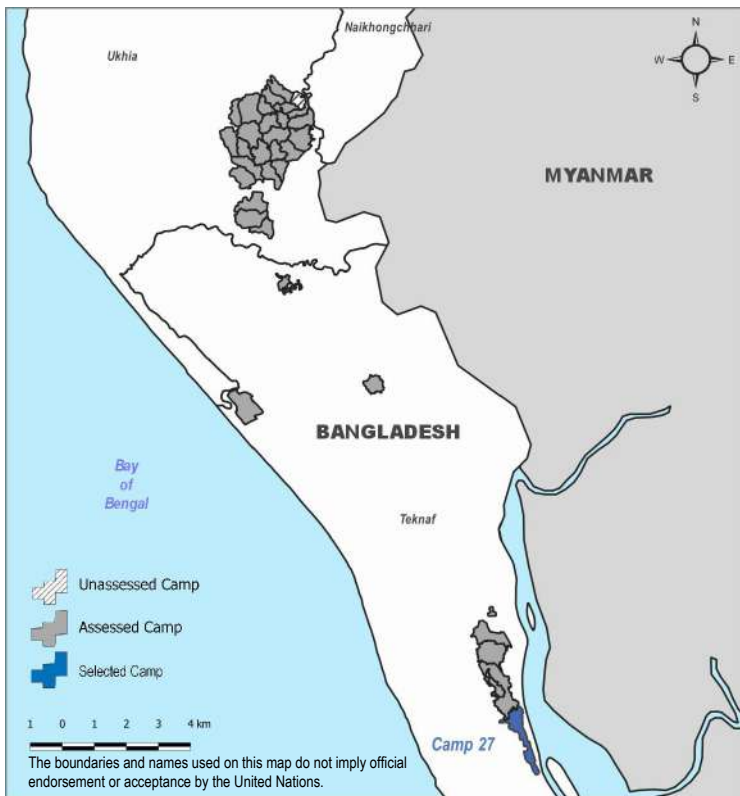 Naikhongchhari
Ukhia
N
W E
S
MYANMAR
BANGLADESH
Bay
of
Bengal
Teknaf
Unassessed Camp
Assessed Camp
Selected Camp
1 0 1 2 3 4 km
Camp 27
The boundaries and names used on this map do not imply official
endorsement or acceptance by the United Nations.